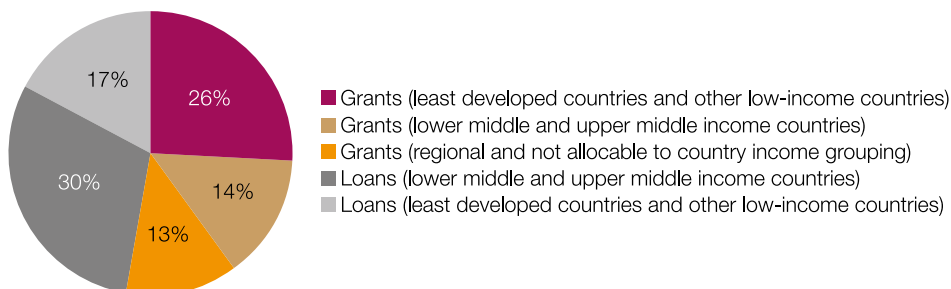 17%
26%
30%
14%
13%
Grants (least developed countries and other low-income countries)
Grants (lower middle and upper middle income countries)
Grants (regional and not allocable to country income grouping)
Loans (lower middle and upper middle income countries)
Loans (least developed countries and other low-income countries)